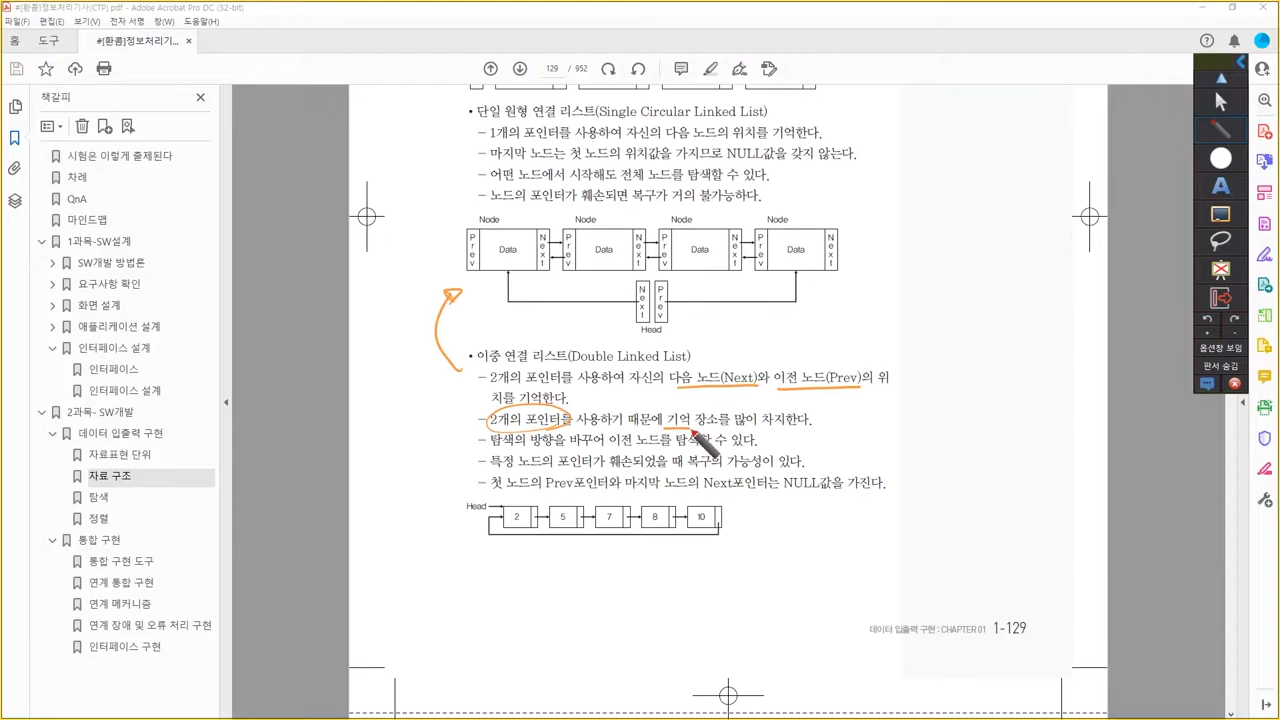 #[환콤]정보처리기사(CTP).pdf - Adobe Acrobat Pro DC (32-bit)
파일(F) 편집(E) 보기(V) 전자 서명 창(W) 도움말(H)
홈 도구 #[환콤]정보처리기... ×
129 / 952
책갈피
시험은 이렇게 출제된다
차례
QnA
마인드맵
1과목-SW설계
SW개발 방법론
요구사항 확인
화면 설계
애플리케이션 설계
인터페이스 설계
인터페이스
인터페이스 설계
2과목- SW개발
데이터 입출력 구현
자료표현 단위
자료 구조
탐색
정렬
통합 구현
통합 구현 도구
연계 통합 구현
연계 메커니즘
연계 장애 및 오류 처리 구현
인터페이스 구현
• 단일 원형 연결 리스트(Single Circular Linked List)
− 1개의 포인터를 사용하여 자신의 다음 노드의 위치를 기억한다.
− 마지막 노드는 첫 노드의 위치값을 가지므로 NULL값을 갖지 않는다.
− 어떤 노드에서 시작해도 전체 노드를 탐색할 수 있다.
− 노드의 포인터가 훼손되면 복구가 거의 불가능하다.
Node Node Node Node
Prev Data Next Prev Data Next Prev Data Next Prev Data Next
Next Prev
Head
• 이중 연결 리스트(Double Linked List)
− 2개의 포인터를 사용하여 자신의 다음 노드(Next)와 이전 노드(Prev)의 위
치를 기억한다.
− 2개의 포인터를 사용하기 때문에 기억 장소를 많이 차지한다.
− 탐색의 방향을 바꾸어 이전 노드를 탐색할 수 있다.
− 특정 노드의 포인터가 훼손되었을 때 복구의 가능성이 있다.
− 첫 노드의 Prev포인터와 마지막 노드의 Next포인터는 NULL값을 가진다.
Head 2 5 7 8 10
데이터 입출력 구현 : CHAPTER 01 1-129
A
옵션창 보임
판서 숨김